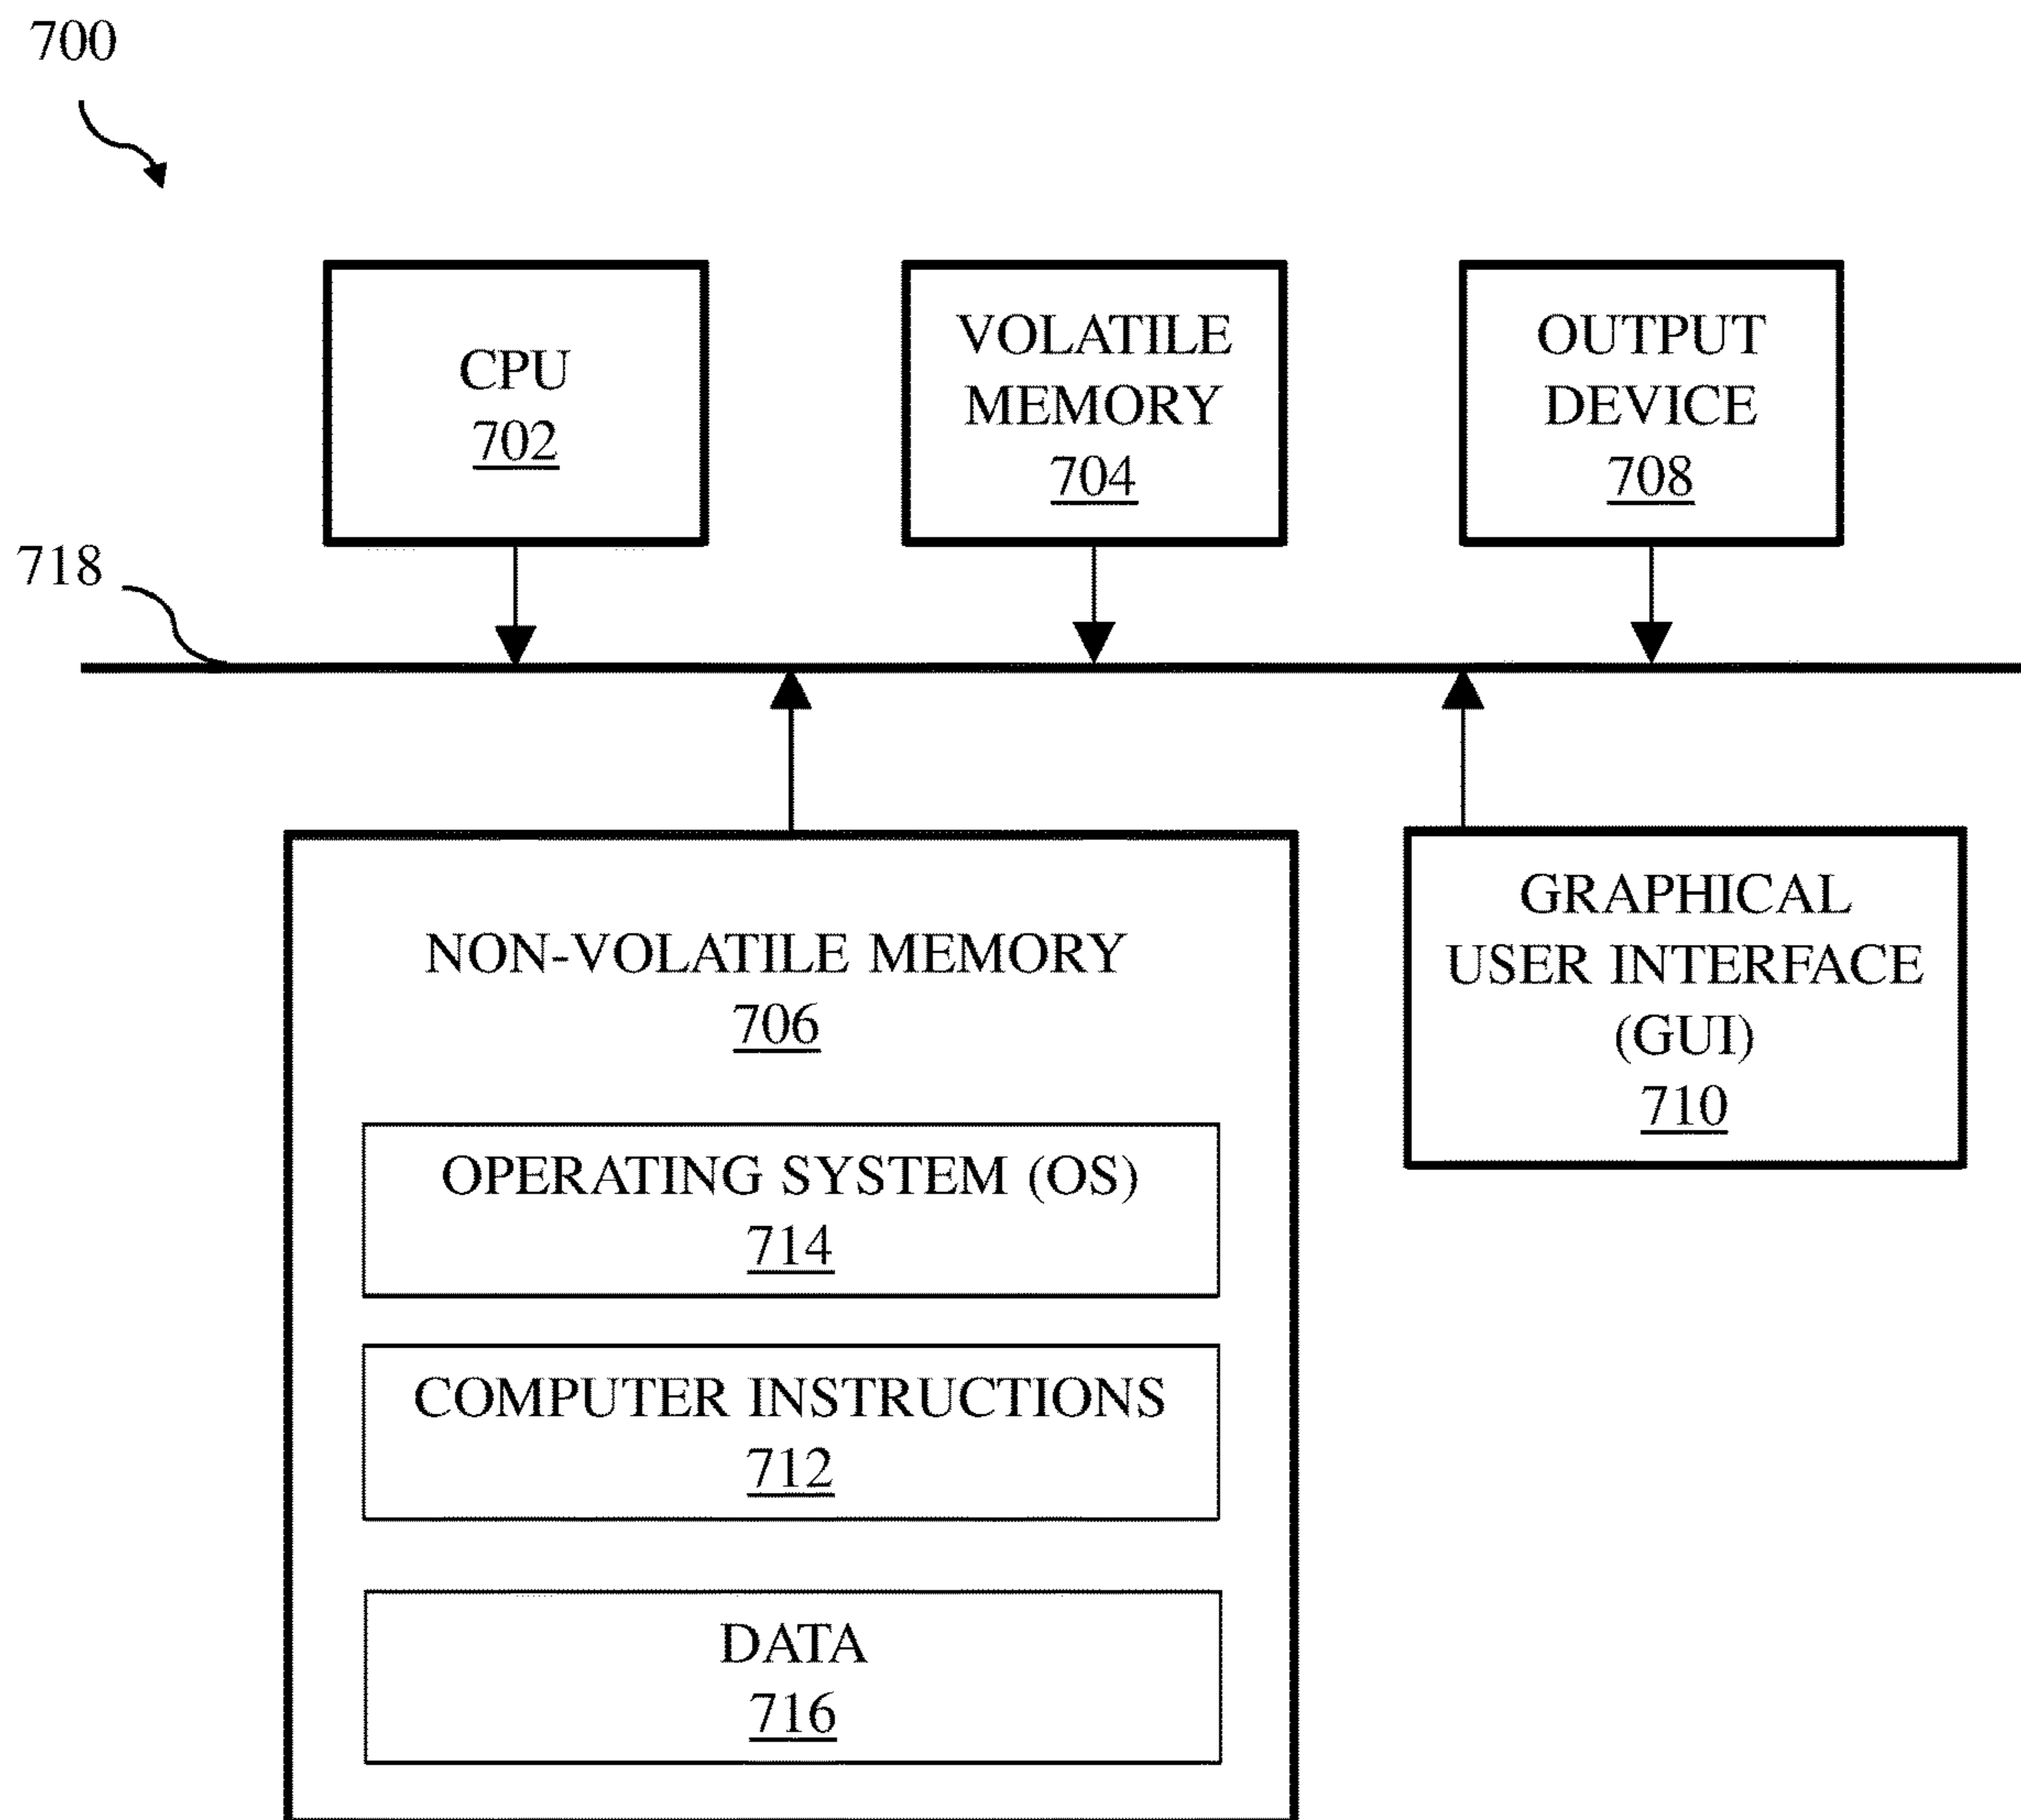 700
CPU
702
VOLATILE
MEMORY
704
OUTPUT
DEVICE
708
718
NON-VOLATILE MEMORY
706
OPERATING SYSTEM (OS)
714
COMPUTER INSTRUCTIONS
712
DATA
716
GRAPHICAL
USER INTERFACE
(GUI)
710